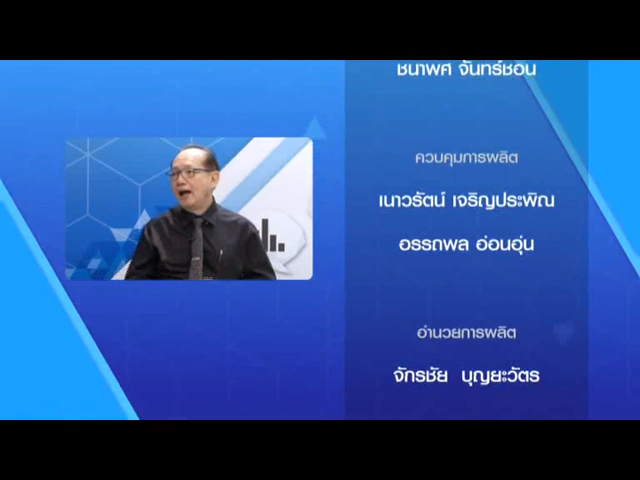 ชนาพศ จันทร์ชอน
ควบคุมการผลิต
เนาวรัตน์ เจริญประพิณ
อรรถพล อ่อนอุ่น
อำนวยการผลิต
จักรชัย บุญยะวัตร